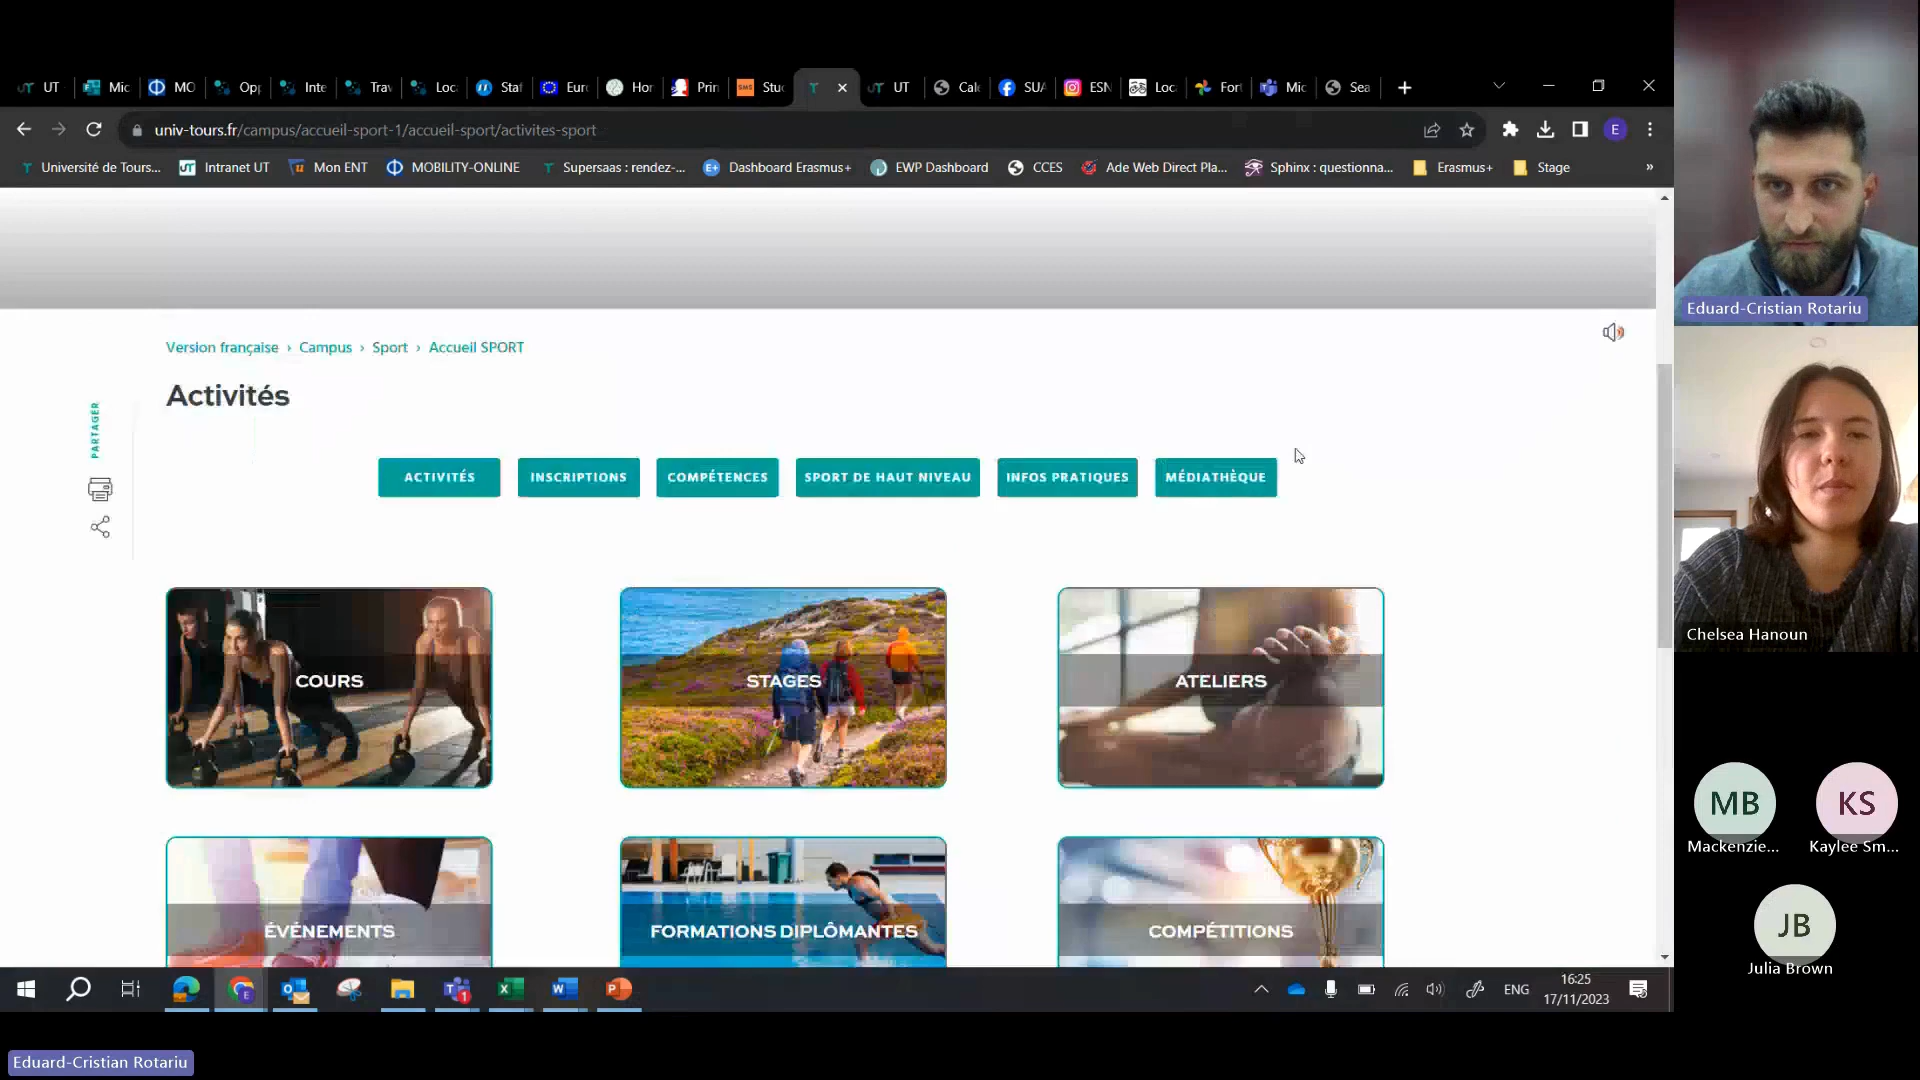 UT
Mic
MO
Opp
Inte
Trav
Loc
Staf
Euro
Hor
Prin
Stu
UT
Calc
SUA
ESN
Loc
Fort
Mic
Sea
univ-tours.fr/campus/accueil-sport-1/accueil-sport/activites-sport
E
Université de Tours...
Intranet UT
Mon ENT
MOBILITY-ONLINE
Supersaas : rendez-...
Dashboard Erasmus+
EWP Dashboard
CCES
Ade Web Direct Pla...
Sphinx : questionna...
Erasmus+
Stage
»
Version française › Campus › Sport › Accueil SPORT
Activités
PARTAGER
ACTIVITÉS
INSCRIPTIONS
COMPÉTENCES
SPORT DE HAUT NIVEAU
INFOS PRATIQUES
MÉDIATHÈQUE
COURS
STAGES
ATELIERS
ÉVÉNEMENTS
FORMATIONS DIPLÔMANTES
COMPÉTITIONS
ENG
16:25
17/11/2023
Eduard-Cristian Rotariu
Chelsea Hanoun
MB
Mackenzie...
KS
Kaylee Sm...
JB
Julia Brown
Eduard-Cristian Rotariu